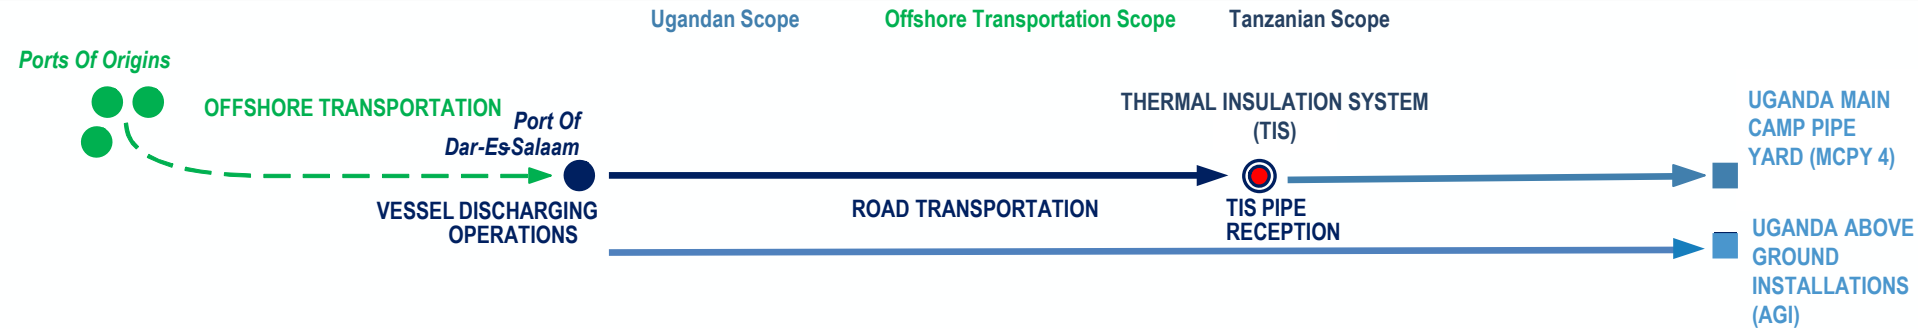 Ugandan Scope
Offshore Transportation Scope
Tanzanian Scope
Ports Of Origins
OFFSHORE TRANSPORTATION
Port Of
Dar-Es-Salaam
VESSEL DISCHARGING
OPERATIONS
ROAD TRANSPORTATION
THERMAL INSULATION SYSTEM
(TIS)
TIS PIPE
RECEPTION
UGANDA MAIN
CAMP PIPE
YARD (MCPY 4)
UGANDA ABOVE
GROUND
INSTALLATIONS
(AGI)